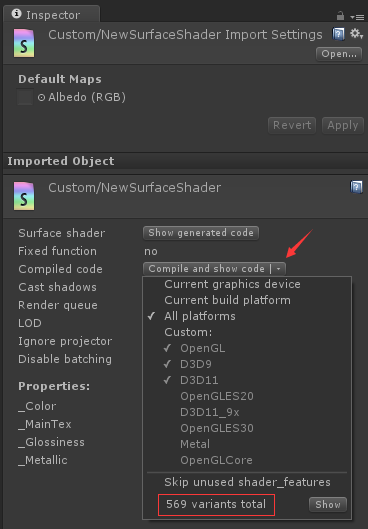 Inspector
Custom/NewSurfaceShader Import Settings
Open...
Default Maps
Albedo (RGB)
Revert Apply
Imported Object
Custom/NewSurfaceShader
Surface shader Show generated code
Fixed function no
Compiled code Compile and show code
Cast shadows Current graphics device
Render queue Current build platform
LOD ✓ All platforms
Ignore projector Custom:
Disable batching ✓ OpenGL
✓ D3D9
Properties: ✓ D3D11
_Color OpenGLES20
_MainTex D3D11_9x
_Glossiness OpenGLES30
_Metallic Metal
OpenGLCore
Skip unused shader_features
569 variants total Show